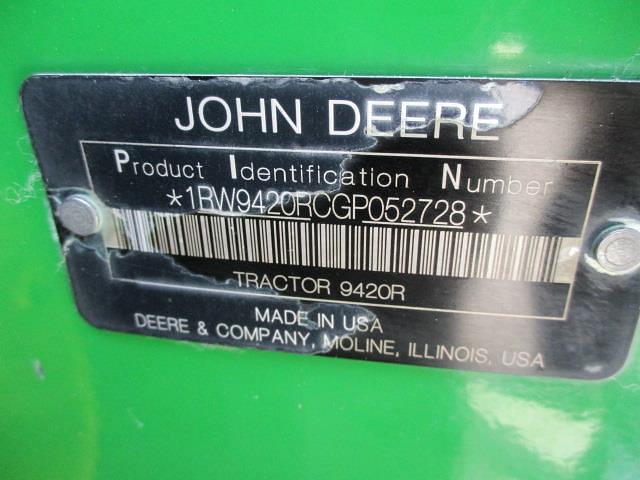 JOHN DEERE
Product Identification Number
*1RW9420RCGP052728*
TRACTOR 9420R
MADE IN USA
DEERE & COMPANY, MOLINE, ILLINOIS, USA